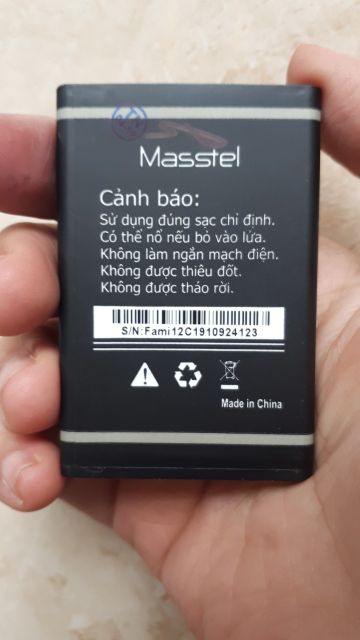 Masstel
Cảnh báo:
Sử dụng đúng sạc chỉ định.
Có thể nổ nếu bỏ vào lửa.
Không làm ngắn mạch điện.
Không được thiêu đốt.
Không được tháo rời.
S/N:Fami12C1910924123
Made in China